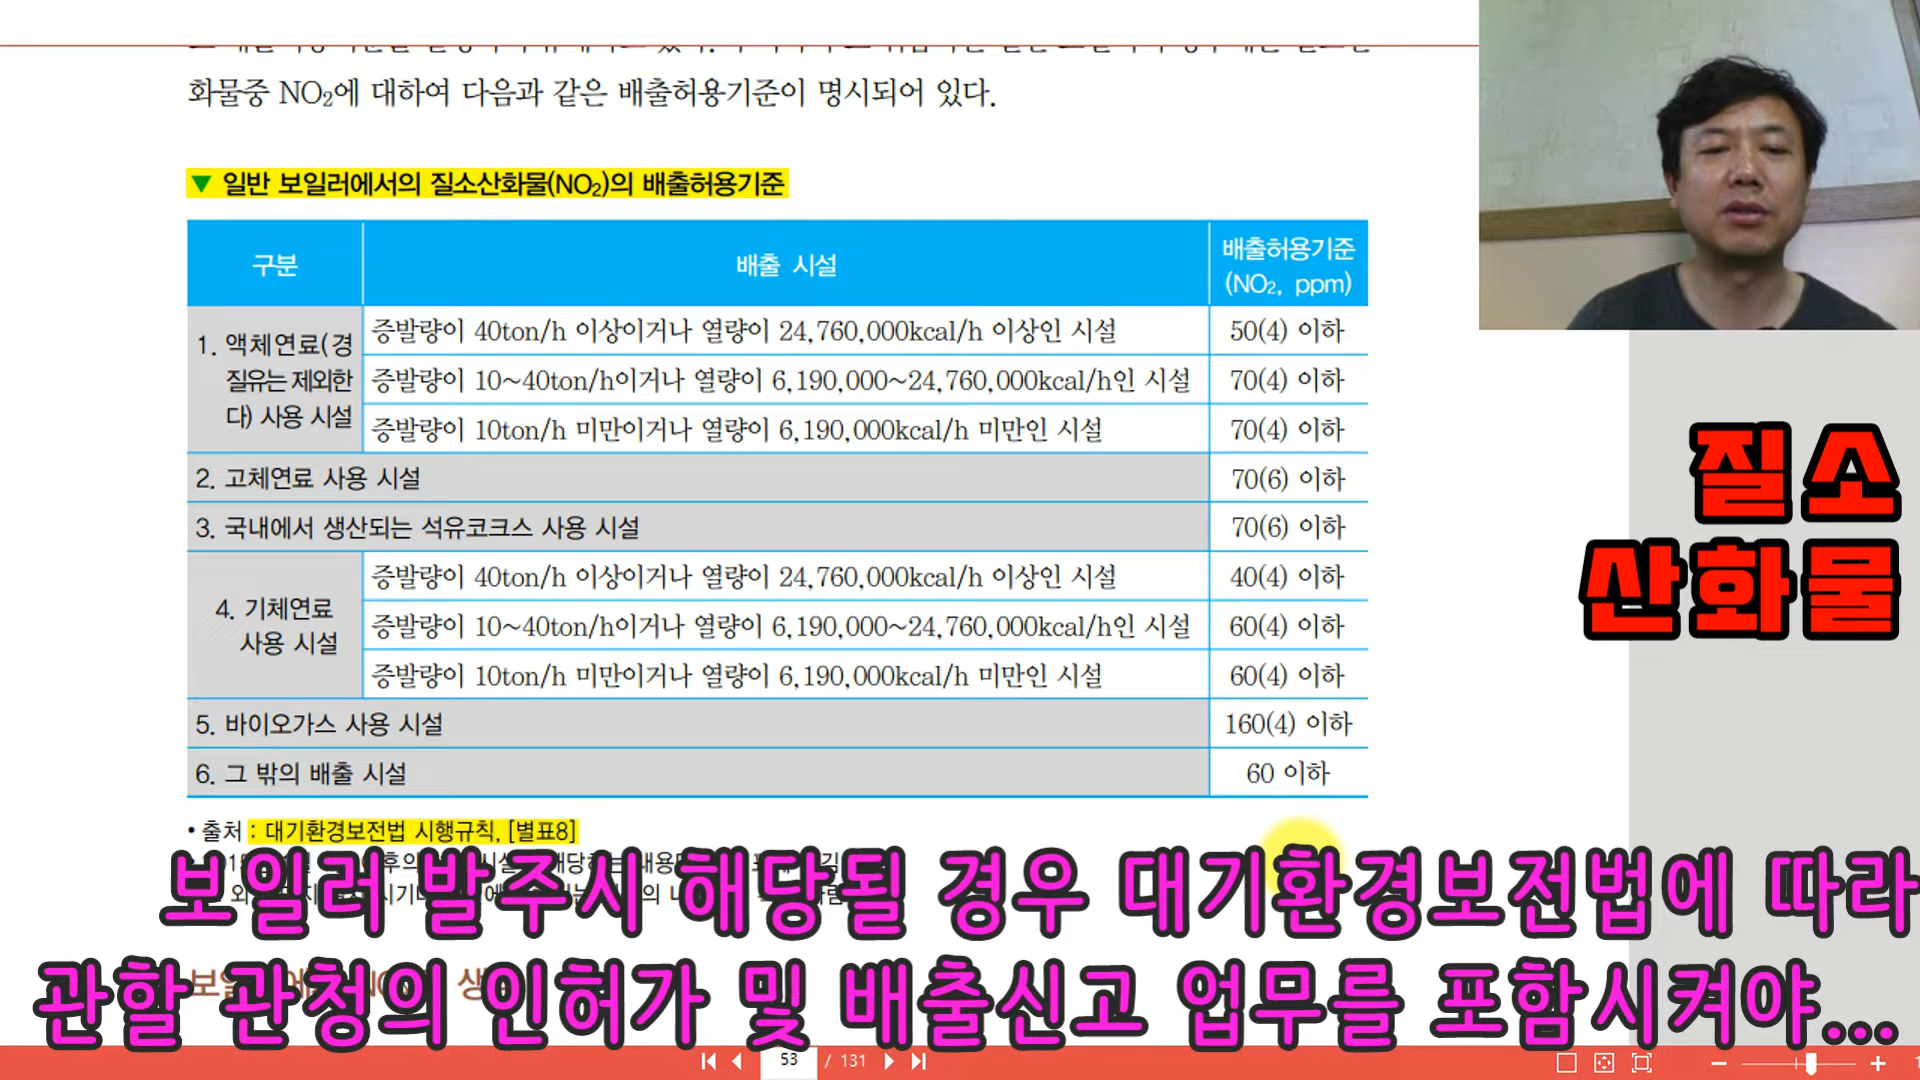 화물중 NO₂에 대하여 다음과 같은 배출허용기준이 명시되어 있다.
▼ 일반 보일러에서의 질소산화물(NO₂)의 배출허용기준
구분
배출 시설
배출허용기준
(NO₂, ppm)
1. 액체연료(경
질유는 제외한
다) 사용 시설
증발량이 40ton/h 이상이거나 열량이 24,760,000kcal/h 이상인 시설
50(4) 이하
증발량이 10~40ton/h이거나 열량이 6,190,000~24,760,000kcal/h인 시설
70(4) 이하
증발량이 10ton/h 미만이거나 열량이 6,190,000kcal/h 미만인 시설
70(4) 이하
2. 고체연료 사용 시설
70(6) 이하
3. 국내에서 생산되는 석유코크스 사용 시설
70(6) 이하
4. 기체연료
사용 시설
증발량이 40ton/h 이상이거나 열량이 24,760,000kcal/h 이상인 시설
40(4) 이하
증발량이 10~40ton/h이거나 열량이 6,190,000~24,760,000kcal/h인 시설
60(4) 이하
증발량이 10ton/h 미만이거나 열량이 6,190,000kcal/h 미만인 시설
60(4) 이하
5. 바이오가스 사용 시설
160(4) 이하
6. 그 밖의 배출 시설
60 이하
• 출처 : 대기환경보전법 시행규칙, [별표8]
질소
산화물
보일러 발주시 해당될 경우 대기환경보전법에 따라
관할 관청의 인허가 및 배출신고 업무를 포함시켜야...
53 / 131